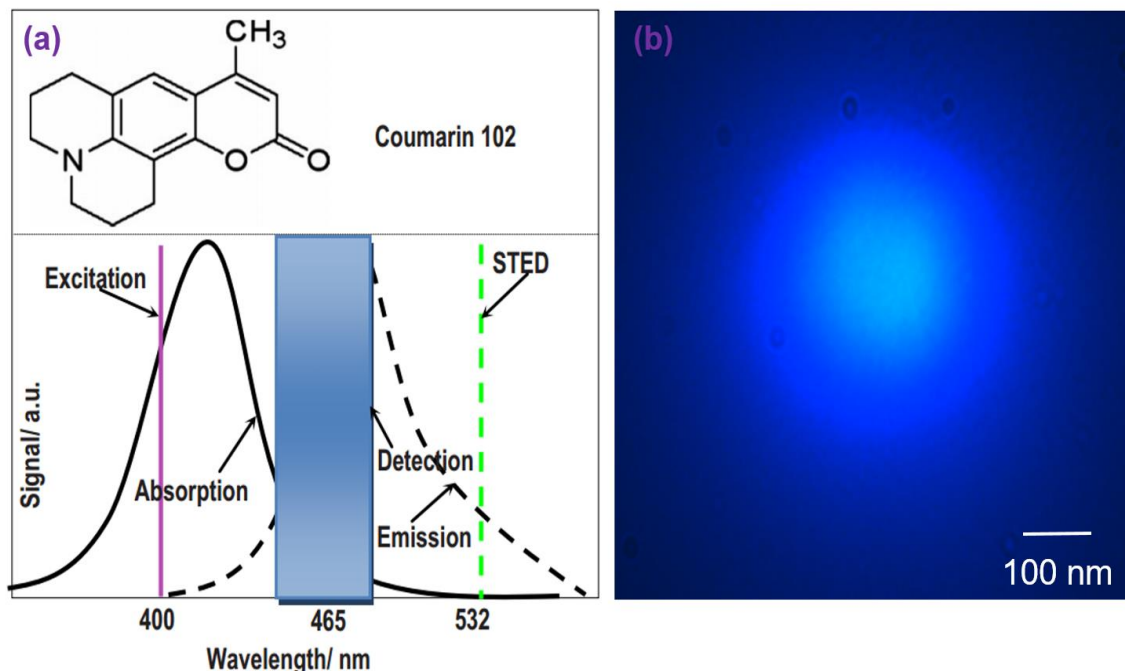 (a)
CH3
N
O
O
Coumarin 102
Excitation
STED
Signal/ a.u.
Absorption
Detection
Emission
400
465
532
Wavelength/ nm
(b)
100 nm